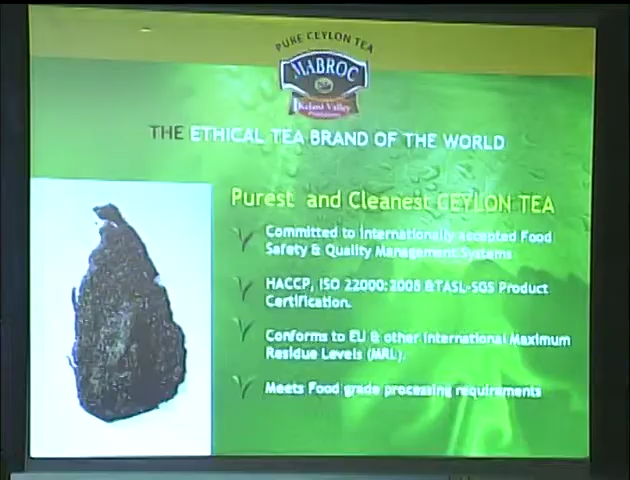 PURE CEYLON TEA
MABROC
Kelani Valley
Plantations
THE ETHICAL TEA BRAND OF THE WORLD
Purest and Cleanest CEYLON TEA
Committed to internationally accepted Food
Safety & Quality Management Systems
HACCP, ISO 22000:2005 &TASL-SGS Product
Certification.
Conforms to EU & other international Maximum
Residue Levels (MRL).
Meets Food grade processing requirements